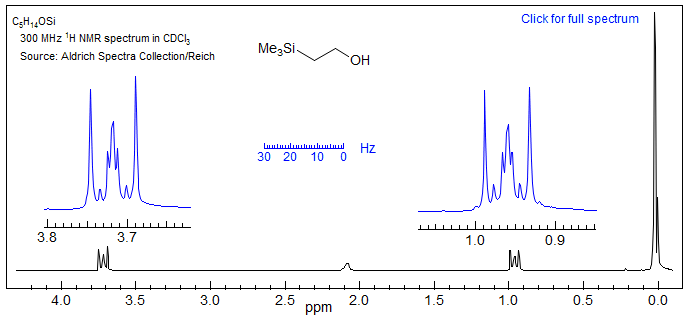 C₅H₁₄OSi
300 MHz ¹H NMR spectrum in CDCl₃
Source: Aldrich Spectra Collection/Reich
Click for full spectrum
Me₃Si
OH
30 20 10 0 Hz
3.8 3.7
1.0 0.9
4.0 3.5 3.0 2.5 2.0 1.5 1.0 0.5 0.0
ppm